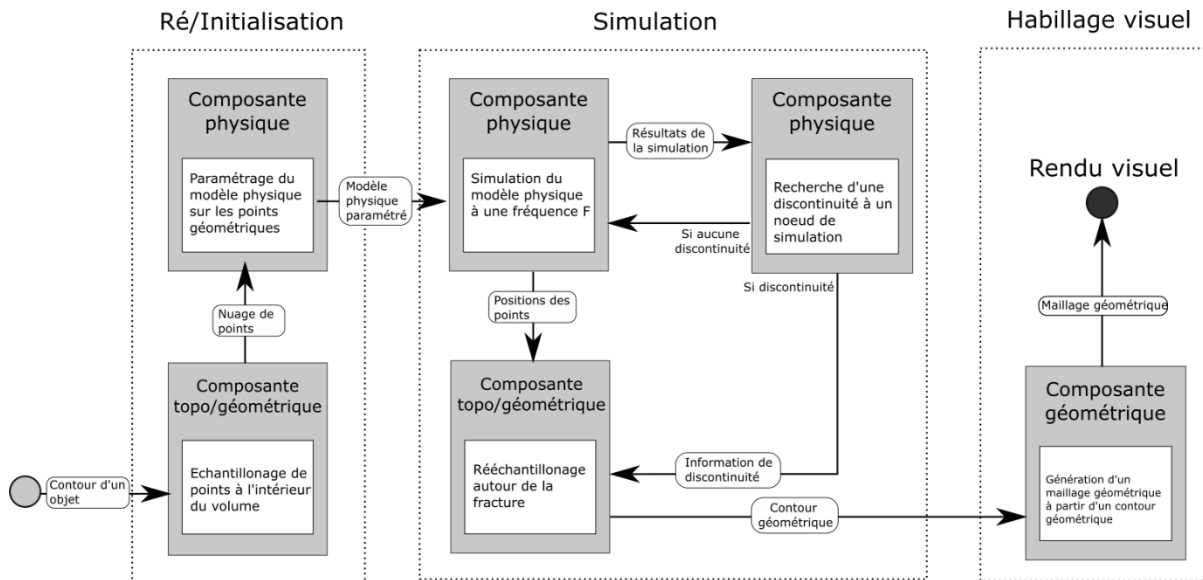 Ré/Initialisation
Simulation
Habillage visuel
Composante
physique
Paramétrage du
modèle physique
sur les points
géométriques
Modèle
physique
paramétré
Nuage de
points
Composante
topo/géométrique
Echantillonage de
points à l'intérieur
du volume
Contour d'un
objet
Composante
physique
Simulation du
modèle physique
à une fréquence F
Résultats de
la simulation
Composante
physique
Recherche d'une
discontinuité à un
noeud de
simulation
Si aucune
discontinuité
Si discontinuité
Positions des
points
Composante
topo/géométrique
Rééchantillonage
autour de la
fracture
Information de
discontinuité
Contour
géométrique
Rendu visuel
Maillage géométrique
Composante
géométrique
Génération d'un
maillage géométrique
à partir d'un contour
géométrique